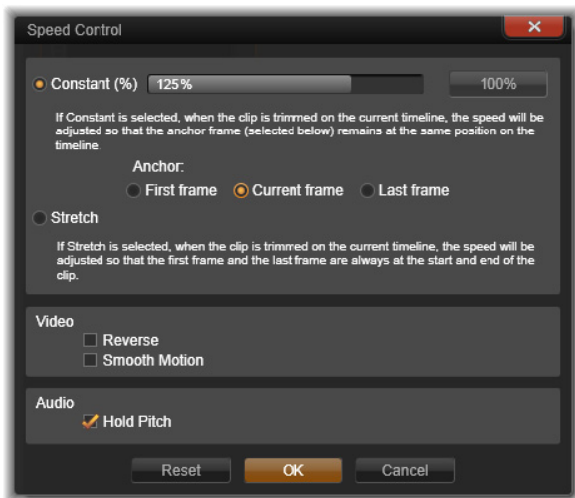 Speed Control
Constant (%) 125% 100%
If Constant is selected, when the clip is trimmed on the current timeline, the speed will be
adjusted so that the anchor frame (selected below) remains at the same position on the
timeline.
Anchor:
First frame Current frame Last frame
Stretch
If Stretch is selected, when the clip is trimmed on the current timeline, the speed will be
adjusted so that the first frame and the last frame are always at the start and end of the
clip.
Video
Reverse
Smooth Motion
Audio
Hold Pitch
Reset OK Cancel